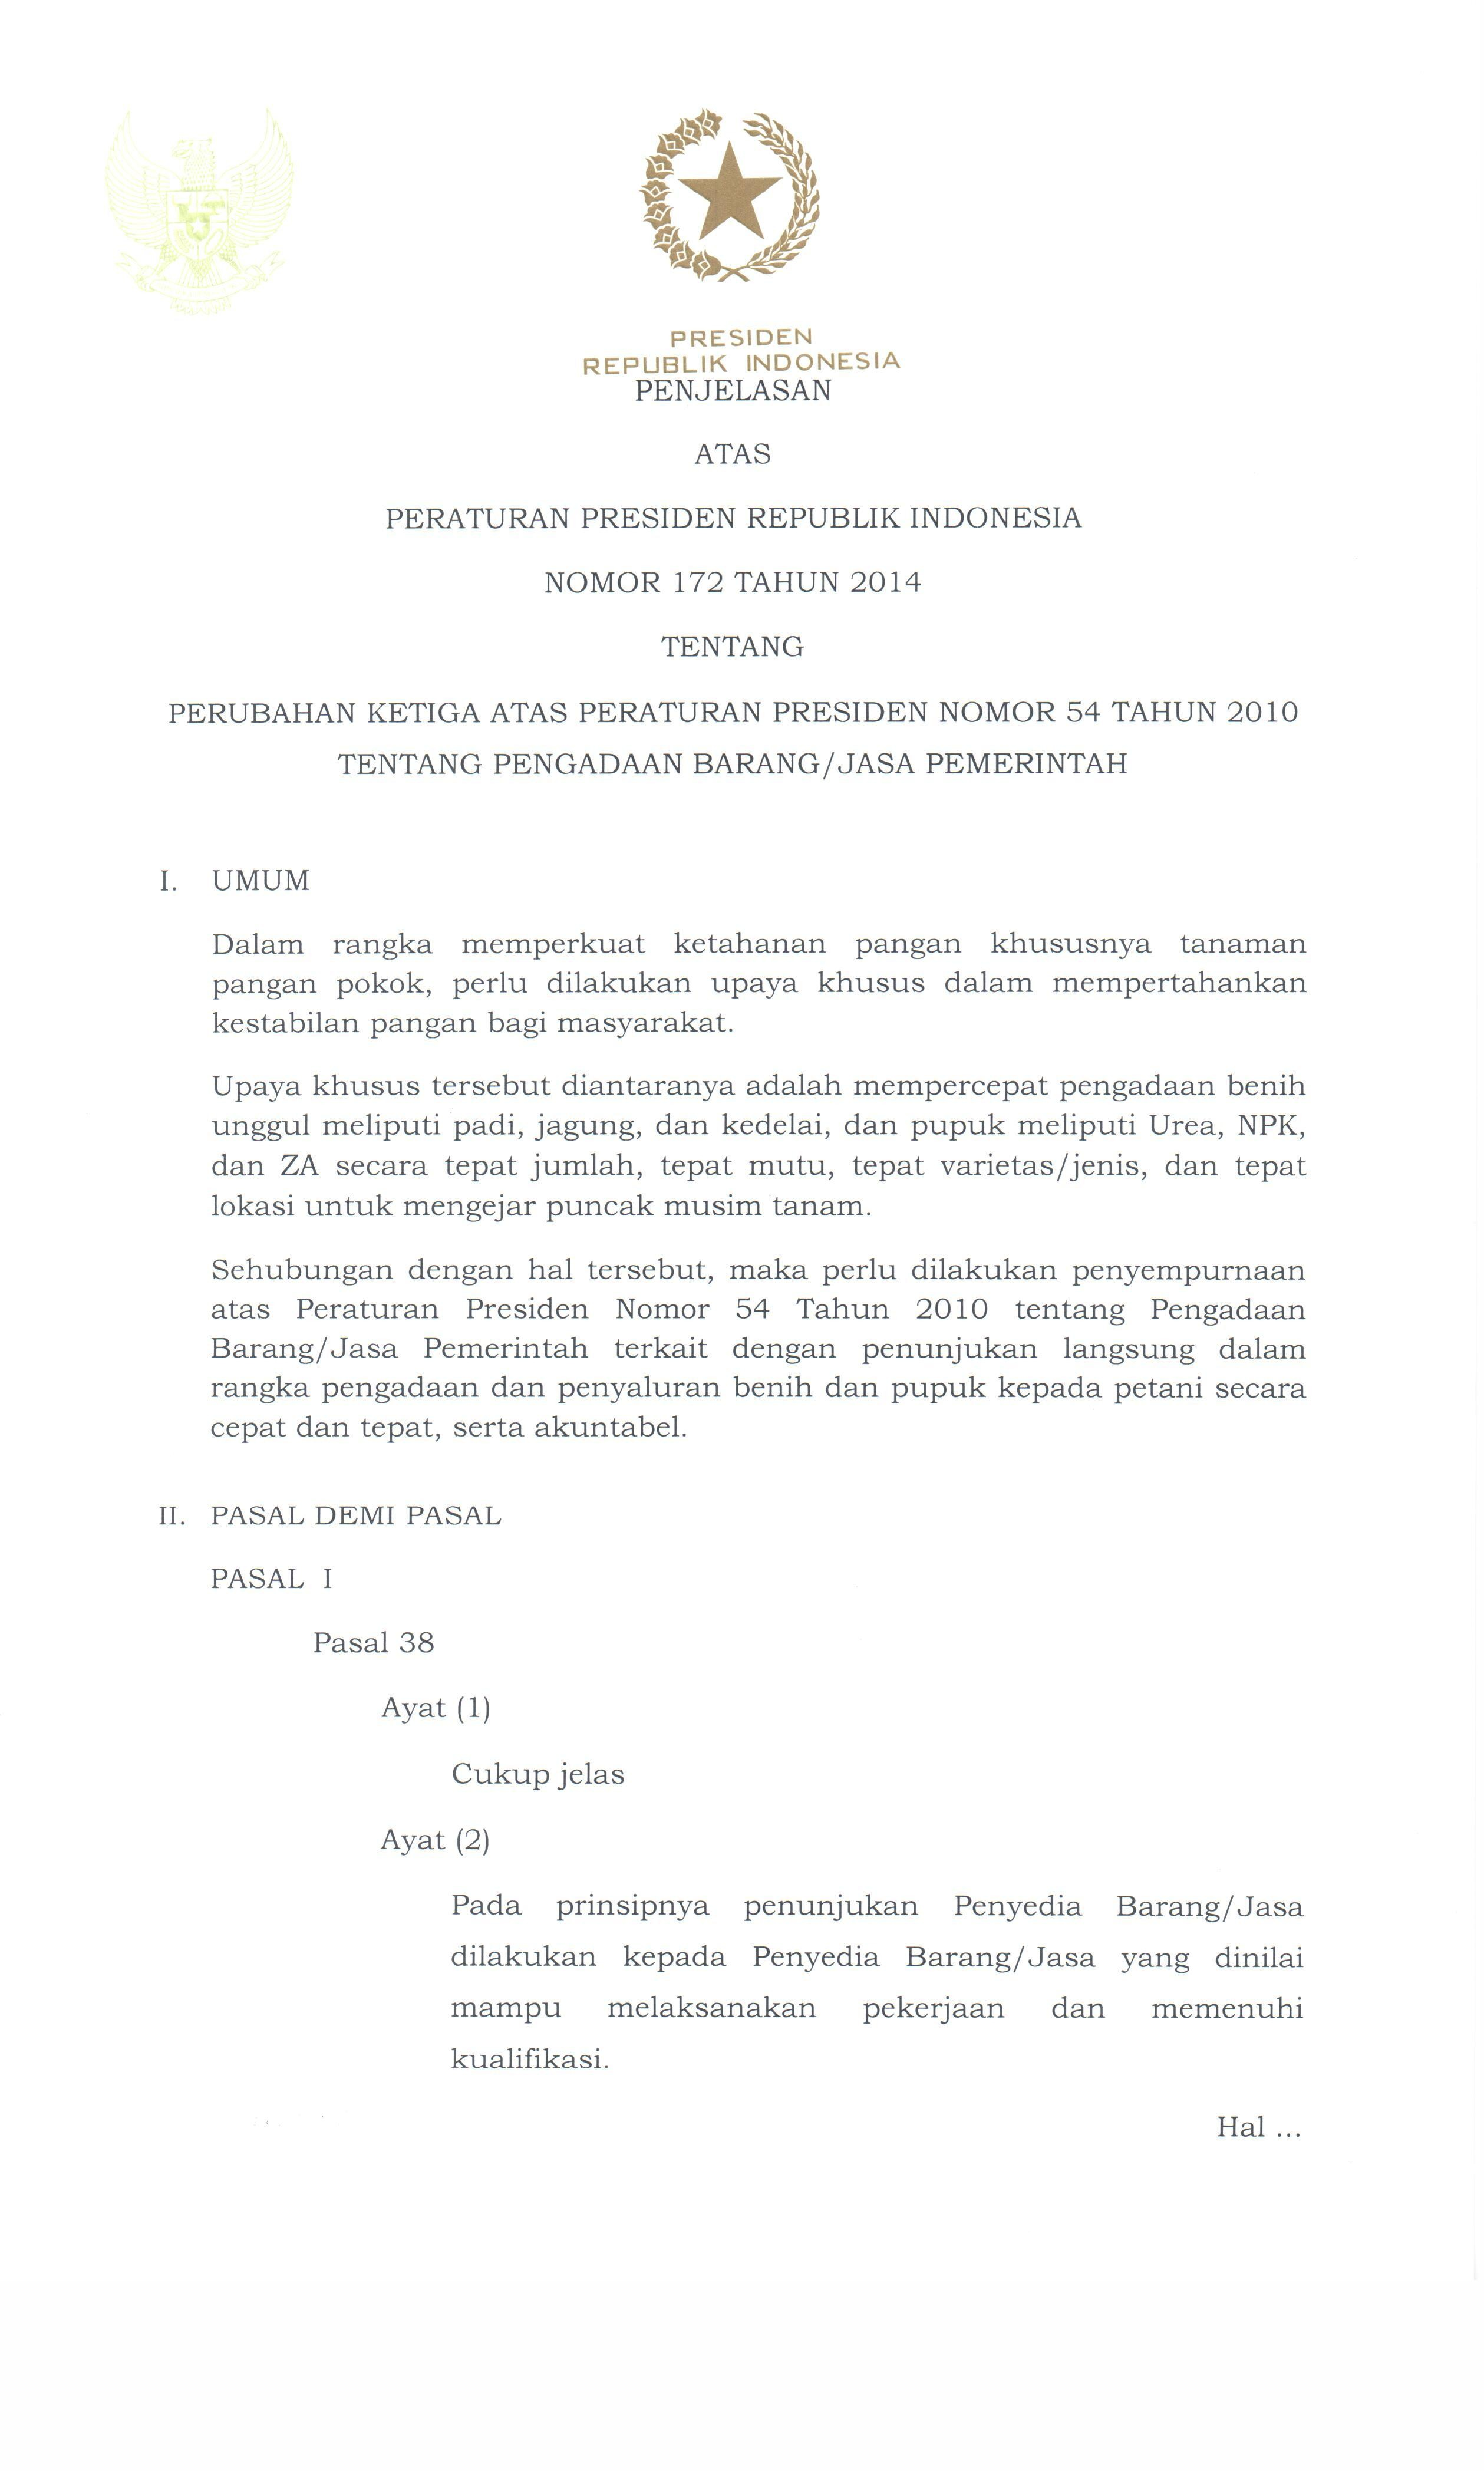 PRESIDEN
REPUBLIK INDONESIA
PENJELASAN
ATAS
PERATURAN PRESIDEN REPUBLIK INDONESIA
NOMOR 172 TAHUN 2014
TENTANG
PERUBAHAN KETIGA ATAS PERATURAN PRESIDEN NOMOR 54 TAHUN 2010
TENTANG PENGADAAN BARANG/JASA PEMERINTAH
I. UMUM
Dalam rangka memperkuat ketahanan pangan khususnya tanaman
pangan pokok, perlu dilakukan upaya khusus dalam mempertahankan
kestabilan pangan bagi masyarakat.
Upaya khusus tersebut diantaranya adalah mempercepat pengadaan benih
unggul meliputi padi, jagung, dan kedelai, dan pupuk meliputi Urea, NPK,
dan ZA secara tepat jumlah, tepat mutu, tepat varietas/jenis, dan tepat
lokasi untuk mengejar puncak musim tanam.
Sehubungan dengan hal tersebut, maka perlu dilakukan penyempurnaan
atas Peraturan Presiden Nomor 54 Tahun 2010 tentang Pengadaan
Barang/Jasa Pemerintah terkait dengan penunjukan langsung dalam
rangka pengadaan dan penyaluran benih dan pupuk kepada petani secara
cepat dan tepat, serta akuntabel.
II. PASAL DEMI PASAL
PASAL I
Pasal 38
Ayat (1)
Cukup jelas
Ayat (2)
Pada prinsipnya penunjukan Penyedia Barang/Jasa
dilakukan kepada Penyedia Barang/Jasa yang dinilai
mampu melaksanakan pekerjaan dan memenuhi
kualifikasi.
Hal ...